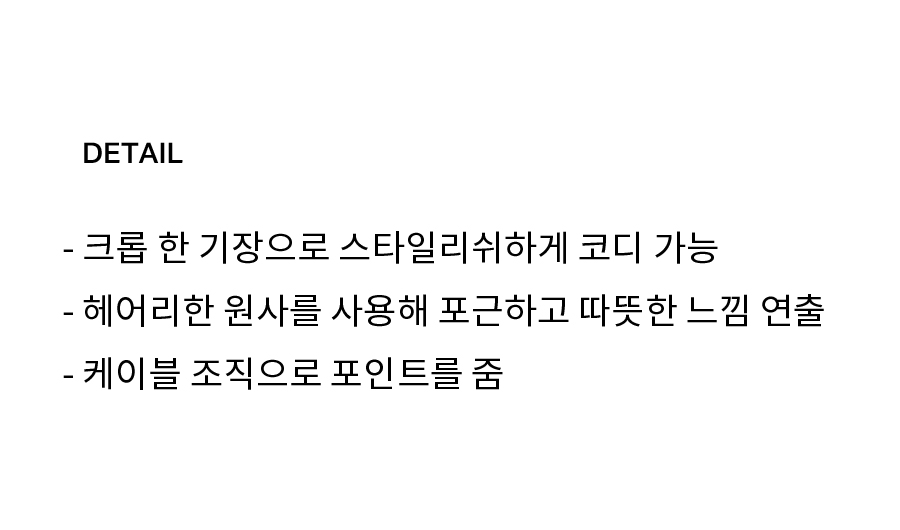 DETAIL
- 크롭 한 기장으로 스타일리쉬하게 코디 가능
- 헤어리한 원사를 사용해 포근하고 따뜻한 느낌 연출
- 케이블 조직으로 포인트를 줌